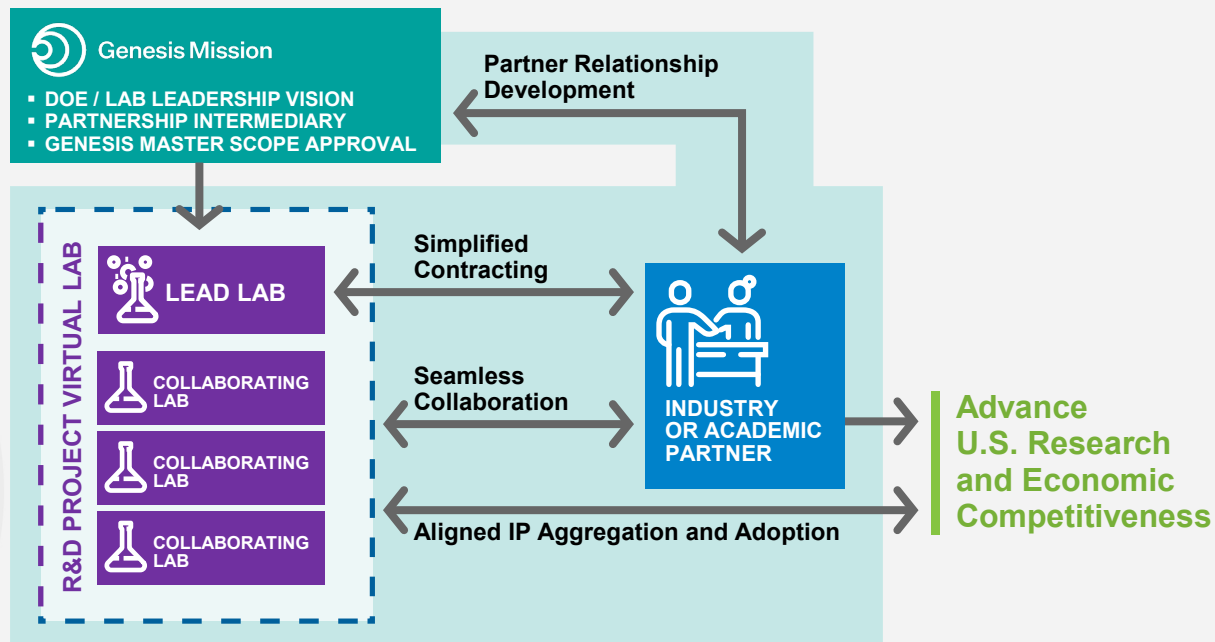 Genesis Mission
▪ DOE / LAB LEADERSHIP VISION
▪ PARTNERSHIP INTERMEDIARY
▪ GENESIS MASTER SCOPE APPROVAL
Partner Relationship
Development
R&D PROJECT VIRTUAL LAB
LEAD LAB
COLLABORATING
LAB
COLLABORATING
LAB
COLLABORATING
LAB
Simplified
Contracting
Seamless
Collaboration
Aligned IP Aggregation and Adoption
INDUSTRY
OR ACADEMIC
PARTNER
Advance
U.S. Research
and Economic
Competitiveness